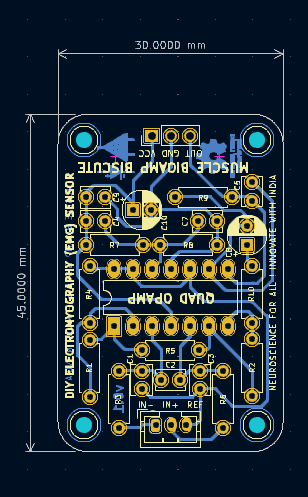 30.0000 mm
45.0000 mm
OUT GND VCC
MUSCLE BIOAMP BISCUTE
DIY ELECTROMYOGRAPHY (EMG) SENSOR
NEUROSCIENCE FOR ALL | INNOVATE WITH INDIA
C9
R9
C7
C10
R7
R8
R4
QUAD OPAMP
R10
R5
C1
C2
C3
R1
R2
R3
R6
IN- IN+ REF